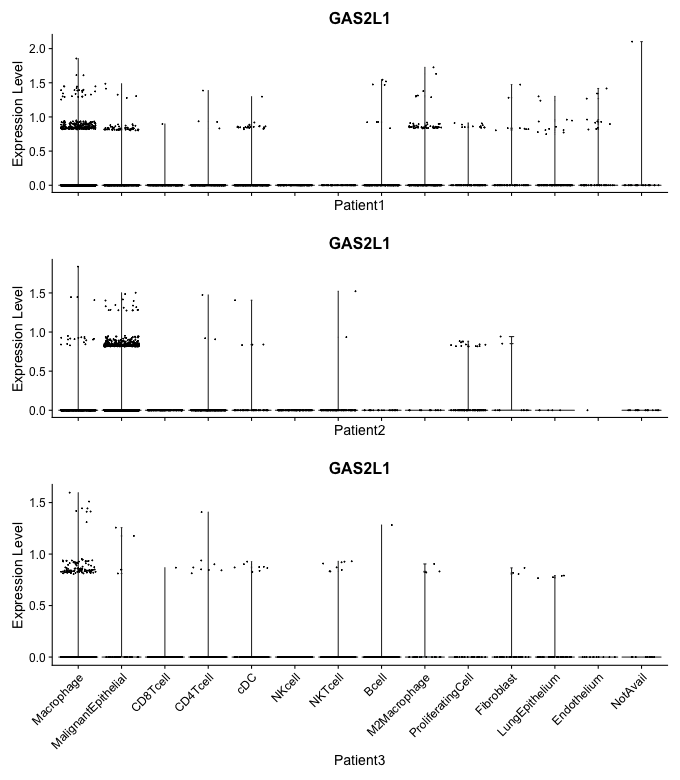 GAS2L1
Expression Level
2.0
1.5
1.0
0.5
0.0
Patient1
GAS2L1
Expression Level
1.5
1.0
0.5
0.0
Patient2
GAS2L1
Expression Level
1.5
1.0
0.5
0.0
Macrophage
MalignantEpithelial
CD8Tcell
CD4Tcell
cDC
NKcell
NKTcell
Bcell
M2Macrophage
ProliferatingCell
Fibroblast
LungEpithelium
Endothelium
NotAvail
Patient3